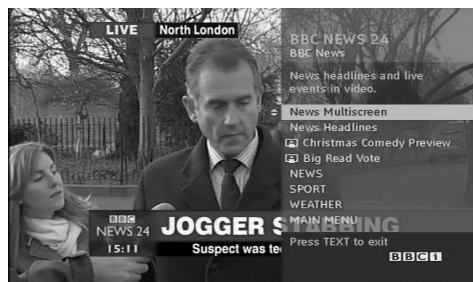 LIVE North London
BBC NEWS 24
BBC News
News headlines and live
events in video.
News Multiscreen
News Headlines
Christmas Comedy Preview
Big Read Vote
NEWS
SPORT
WEATHER
MAIN MENU
Press TEXT to exit
BBCi
BBC
NEWS 24
15:11
JOGGER STABBING
Suspect was